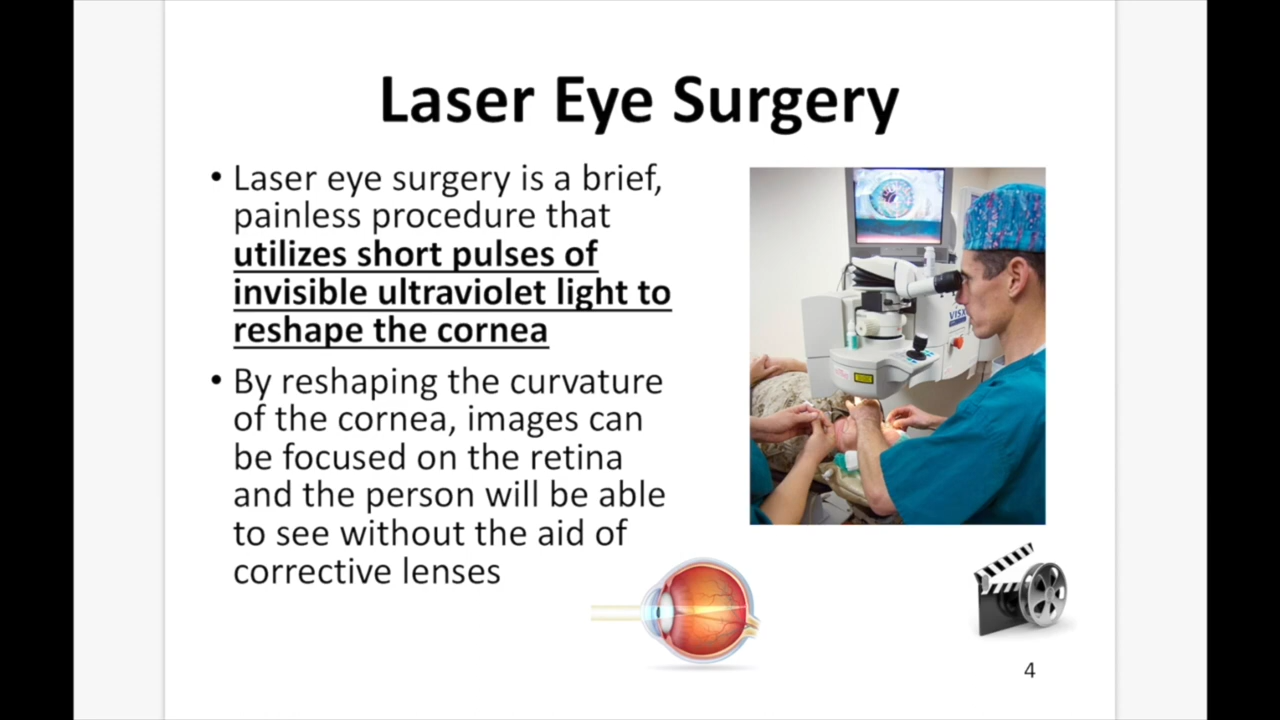 Laser Eye Surgery
• Laser eye surgery is a brief,
painless procedure that
utilizes short pulses of
invisible ultraviolet light to
reshape the cornea
• By reshaping the curvature
of the cornea, images can
be focused on the retina
and the person will be able
to see without the aid of
corrective lenses
VISX
4